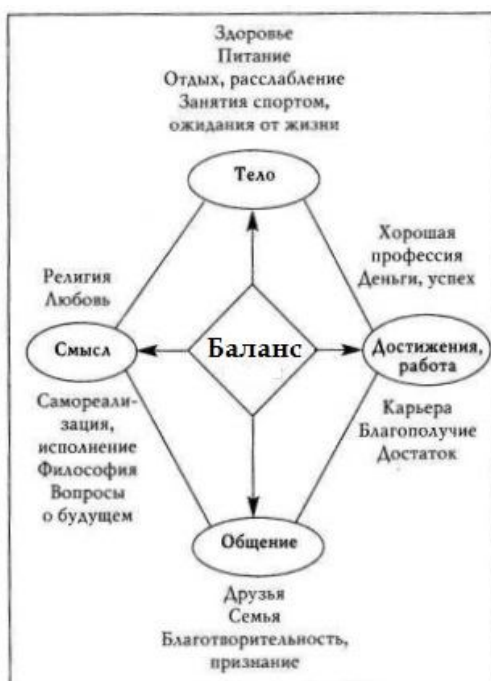 Здоровье
Питание
Отдых, расслабление
Занятия спортом,
ожидания от жизни
Тело
Хорошая
профессия
Деньги, успех
Религия
Любовь
Смысл
Баланс
Достижения,
работа
Самореали-
зация,
исполнение
Философия
Вопросы
о будущем
Карьера
Благополучие
Достаток
Общение
Друзья
Семья
Благотворительность,
признание